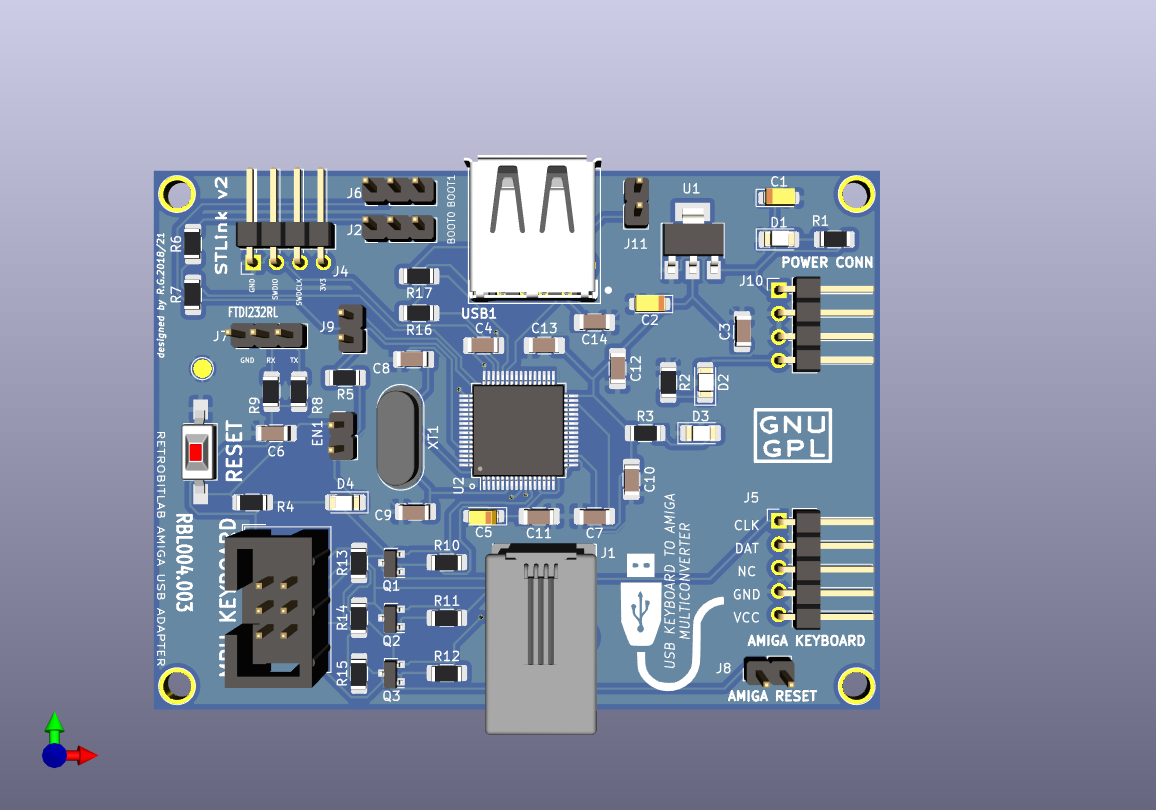 STLink v2
J6
J2
BOOT0 BOOT1
J11
U1
C1
D1
R1
POWER CONN
R6
R7
designed by R.G.2018/21
GND
SWDIO
SWDCLK
3V3
J4
R17
R16
USB1
J10
FTDI232RL
J7
J9
GND
RX
TX
C4
C13
C14
C2
C3
C8
C12
R5
R2
D2
R9
R8
EN1
XT1
R3
D3
GNU
GPL
C6
RESET
U2
C10
R4
D4
C9
C5
C11
C7
J5
CLK
DAT
NC
GND
VCC
AMIGA KEYBOARD
RETROBITLAB AMIGA USB ADAPTER
RBL004.003
KEYBOARD
R13
Q1
R10
J1
R14
Q2
R11
R15
Q3
R12
USB KEYBOARD TO AMIGA
MULTICONVERTER
J8
AMIGA RESET